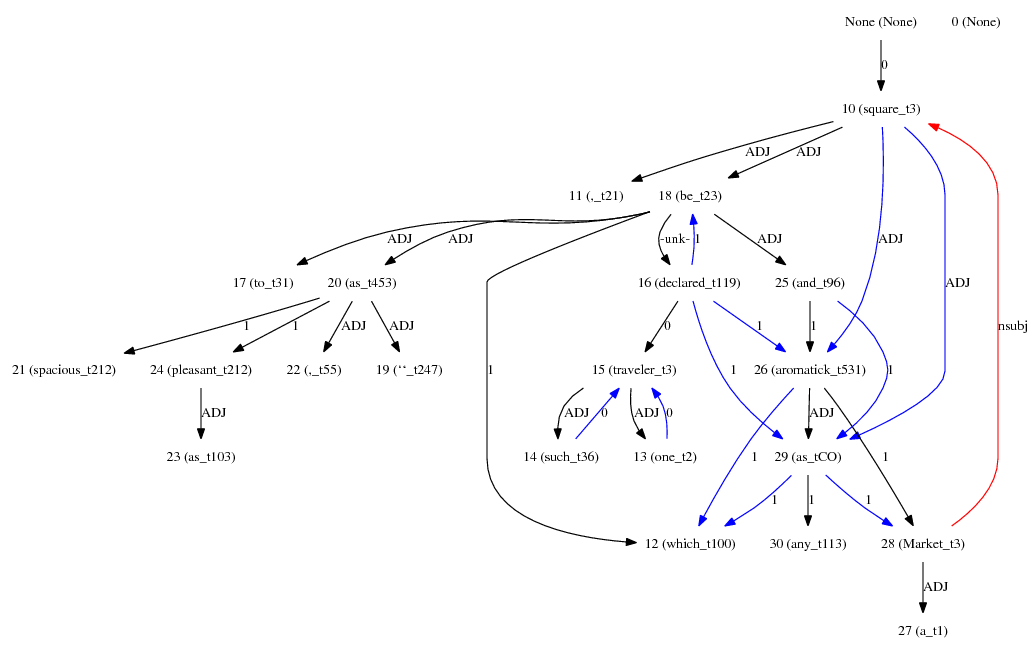 None (None) 0 (None)
0
10 (square_t3)
ADJ ADJ
11 (,_t21) 18 (be_t23)
ADJ ADJ -unk- 1 ADJ ADJ
17 (to_t31) 20 (as_t453) 16 (declared_t119) 25 (and_t96) ADJ
1 1 ADJ ADJ 0 1 1 nsubj
21 (spacious_t212) 24 (pleasant_t212) 22 (,_t55) 19 (``_t247) 1 15 (traveler_t3) 1 26 (aromatick_t531) 1
ADJ ADJ 0 ADJ 0 ADJ
23 (as_t103) 14 (such_t36) 13 (one_t2) 1 29 (as_tCO) 1
1 1 1
12 (which_t100) 30 (any_t113) 28 (Market_t3)
ADJ
27 (a_t1)